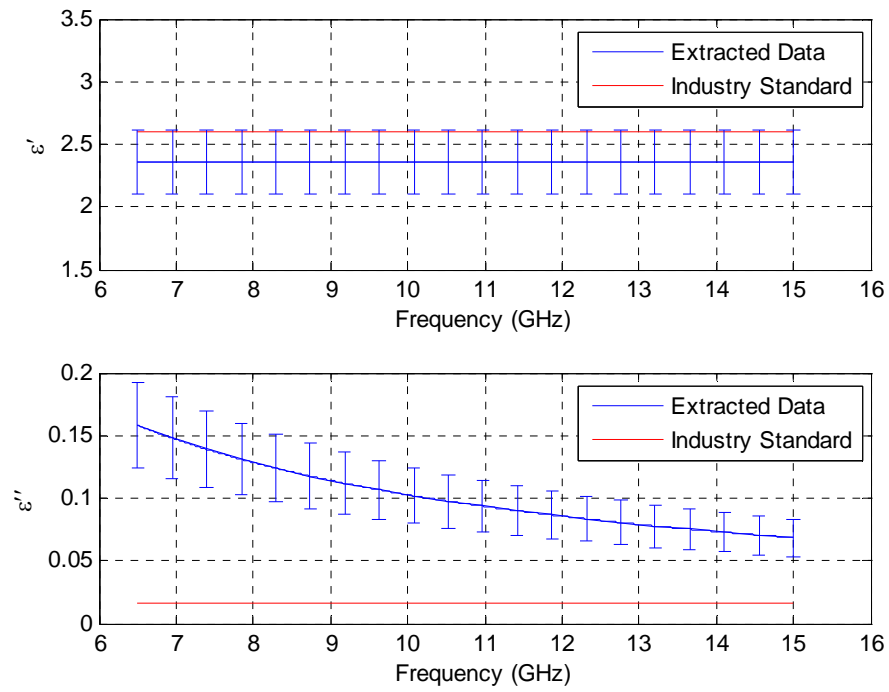 3.5
3
2.5
2
1.5
ε′
Extracted Data
Industry Standard
6 7 8 9 10 11 12 13 14 15 16
Frequency (GHz)
0.2
0.15
0.1
0.05
0
ε′′
Extracted Data
Industry Standard
6 7 8 9 10 11 12 13 14 15 16
Frequency (GHz)